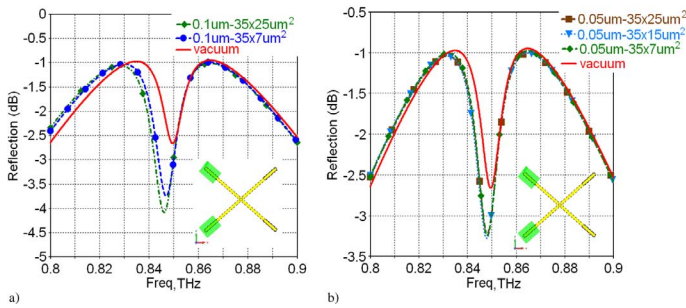 0.1um-35x25um²
0.1um-35x7um²
vacuum
Reflection (dB)
0
-0.5
-1
-1.5
-2
-2.5
-3
-3.5
-4
-4.5
-5
0.8
0.82
0.84
0.86
0.88
0.9
Freq,THz
a)
0.05um-35x25um²
0.05um-35x15um²
0.05um-35x7um²
vacuum
Reflection (dB)
-0.5
-1
-1.5
-2
-2.5
-3
-3.5
0.8
0.82
0.84
0.86
0.88
0.9
Freq,THz
b)